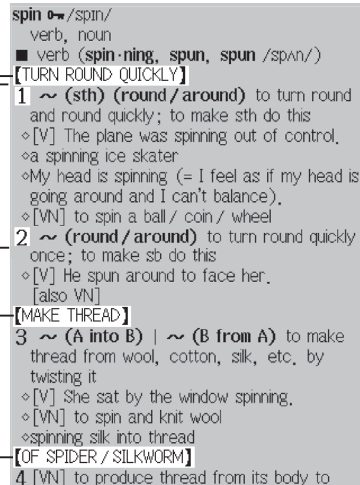 spin /spɪn/
verb, noun
■ verb (spin·ning, spun, spun /spʌn/)
【TURN ROUND QUICKLY】
1 ~ (sth) (round/around) to turn round
and round quickly; to make sth do this
⋄[V] The plane was spinning out of control.
⋄a spinning ice skater
⋄My head is spinning (= I feel as if my head is
going around and I can't balance).
⋄[VN] to spin a ball/ coin/ wheel
2 ~ (round/around) to turn round quickly
once; to make sb do this
⋄[V] He spun around to face her.
[also VN]
【MAKE THREAD】
3 ~ (A into B) | ~ (B from A) to make
thread from wool, cotton, silk, etc. by
twisting it
⋄[V] She sat by the window spinning.
⋄[VN] to spin and knit wool
⋄spinning silk into thread
【OF SPIDER/SILKWORM】
4 [VN] to produce thread from its body to